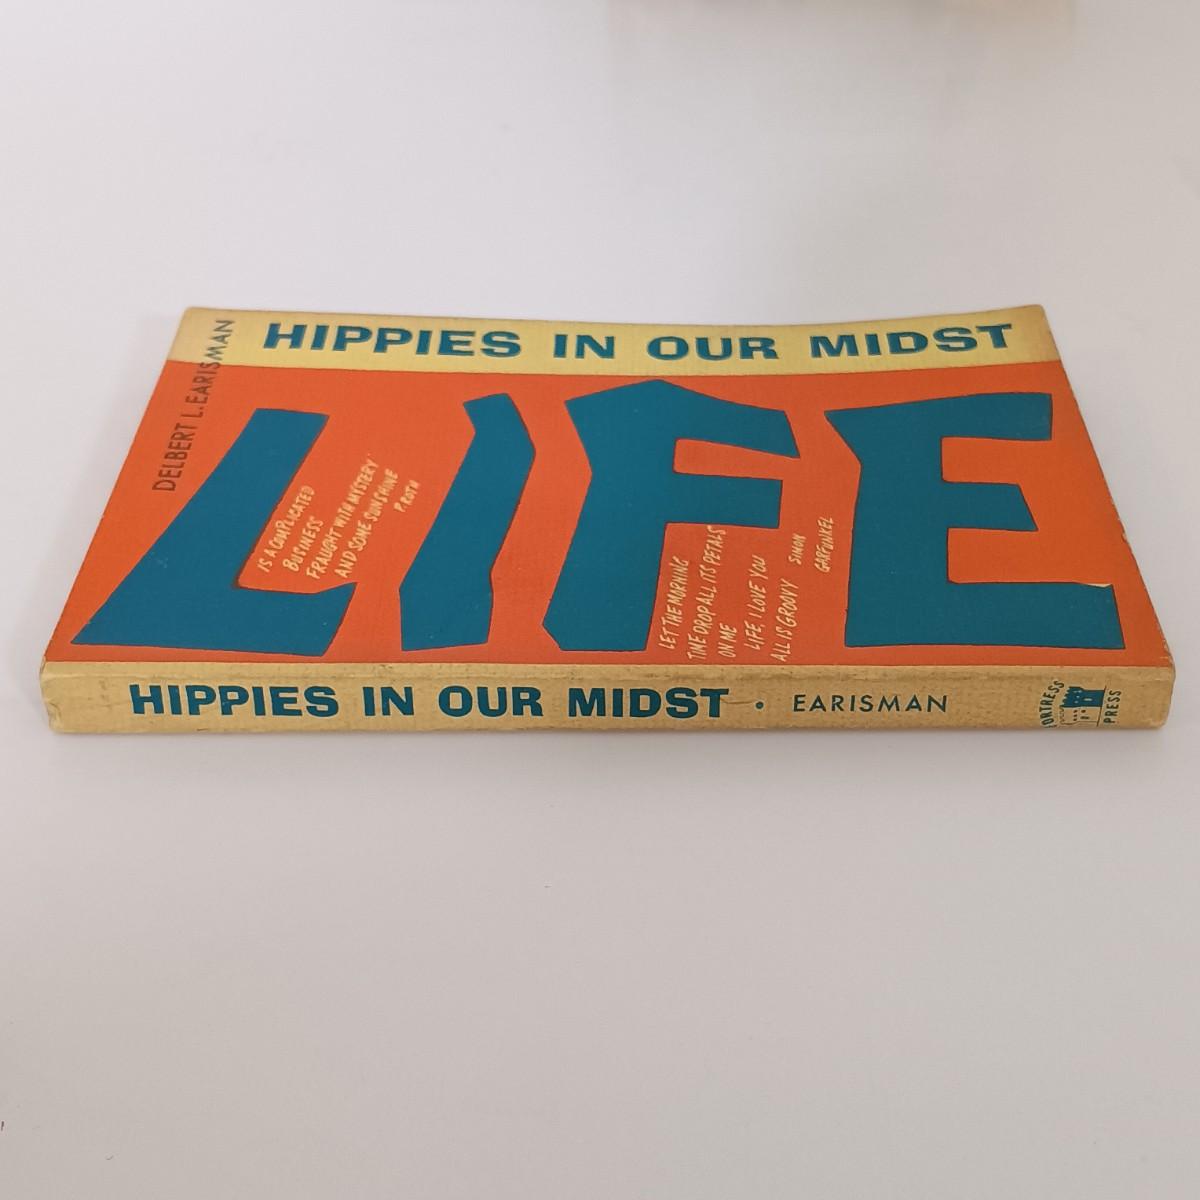 HIPPIES IN OUR MIDST
DELBERT L. EARISMAN
LIFE
IS A COMPLICATED
BUSINESS
FRAUGHT WITH MYSTERY
AND SOME SUNSHINE
P. ROTH
LET THE MORNING
TIME DROP ALL ITS PETALS
ON ME
LIFE, I LOVE YOU
ALL IS GROOVY
SIMON
GARFUNKEL
HIPPIES IN OUR MIDST • EARISMAN
FORTRESS
PRESS